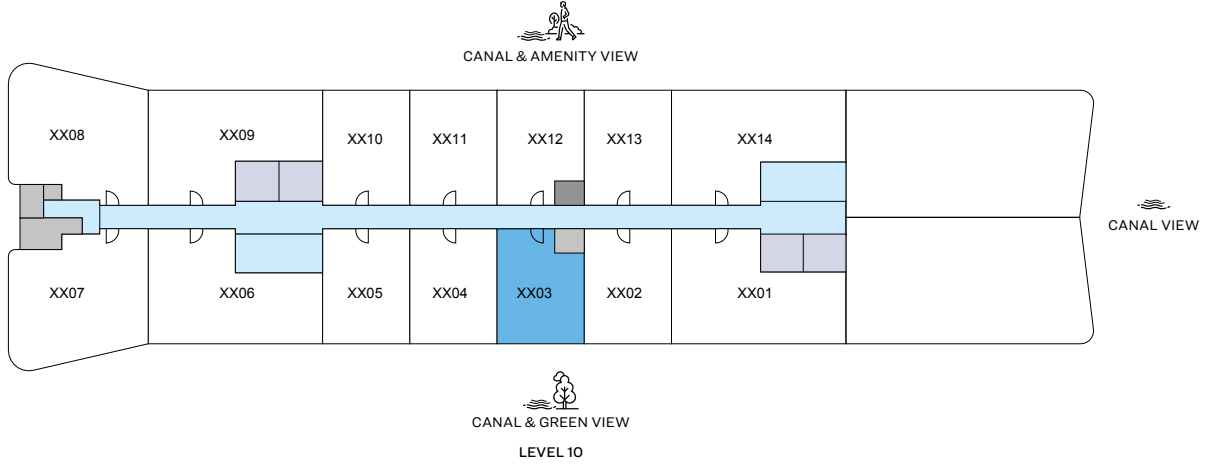 CANAL & AMENITY VIEW
XX08
XX09
XX10
XX11
XX12
XX13
XX14
CANAL VIEW
XX07
XX06
XX05
XX04
XX03
XX02
XX01
CANAL & GREEN VIEW
LEVEL 10